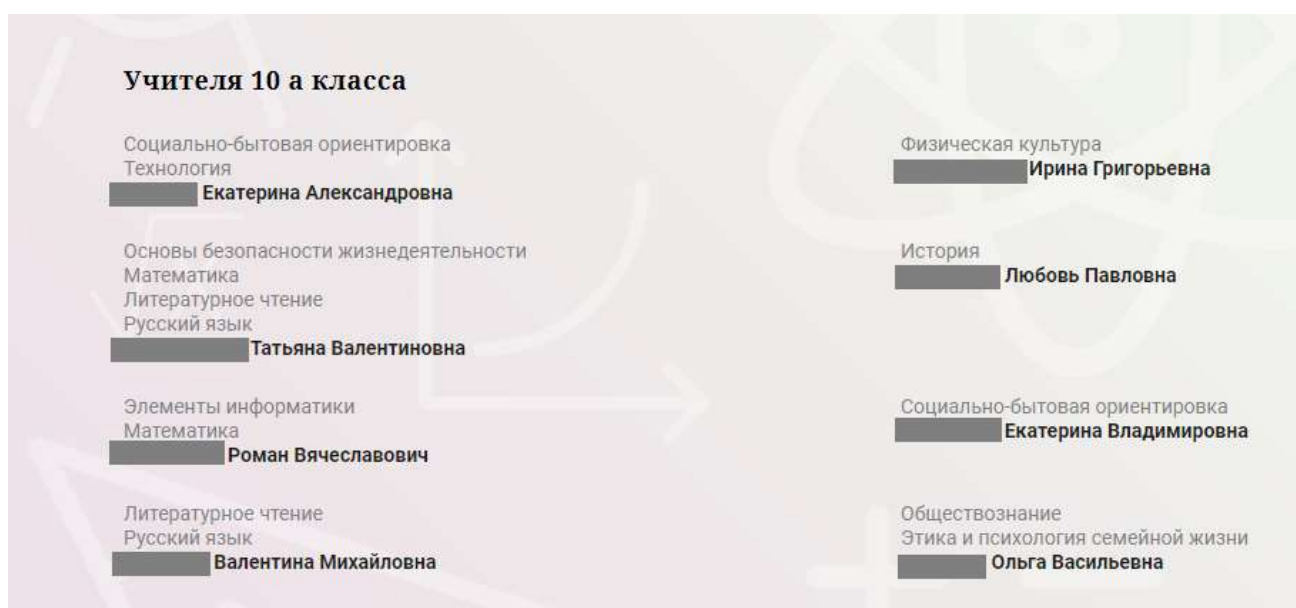 Учителя 10 а класса
Социально-бытовая ориентировка
Технология
Екатерина Александровна
Физическая культура
Ирина Григорьевна
Основы безопасности жизнедеятельности
Математика
Литературное чтение
Русский язык
Татьяна Валентиновна
История
Любовь Павловна
Элементы информатики
Математика
Роман Вячеславович
Социально-бытовая ориентировка
Екатерина Владимировна
Литературное чтение
Русский язык
Валентина Михайловна
Обществознание
Этика и психология семейной жизни
Ольга Васильевна